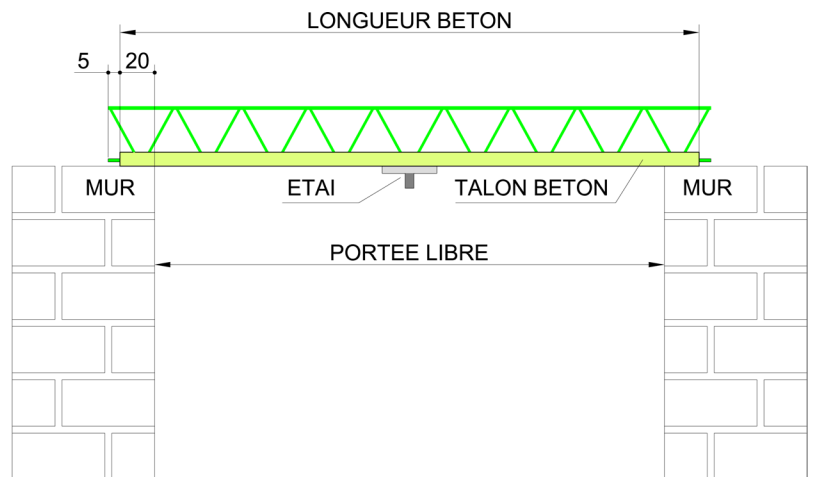 LONGUEUR BETON
5 20
MUR ETAI TALON BETON MUR
PORTEE LIBRE